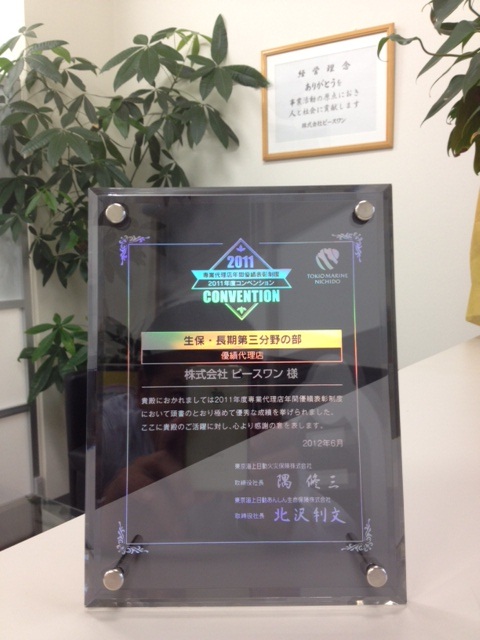 経営理念
ありがとうを
事業活動の原点におき
人と社会に貢献します
株式会社ピースワン
2011
専業代理店年間優績表彰制度
2011年度コンベンション
CONVENTION
TOKIO MARINE
NICHIDO
生保・長期第三分野の部
優績代理店
株式会社 ピースワン 様
貴殿におかれましては2011年度専業代理店年間優績表彰制度
において頭書のとおり極めて優秀な成績を挙げられました。
ここに貴殿のご活躍に対し、心より感謝の意を表します。
2012年6月
東京海上日動火災保険株式会社
取締役社長 隅 修三
東京海上日動あんしん生命保険株式会社
取締役社長 北沢利文